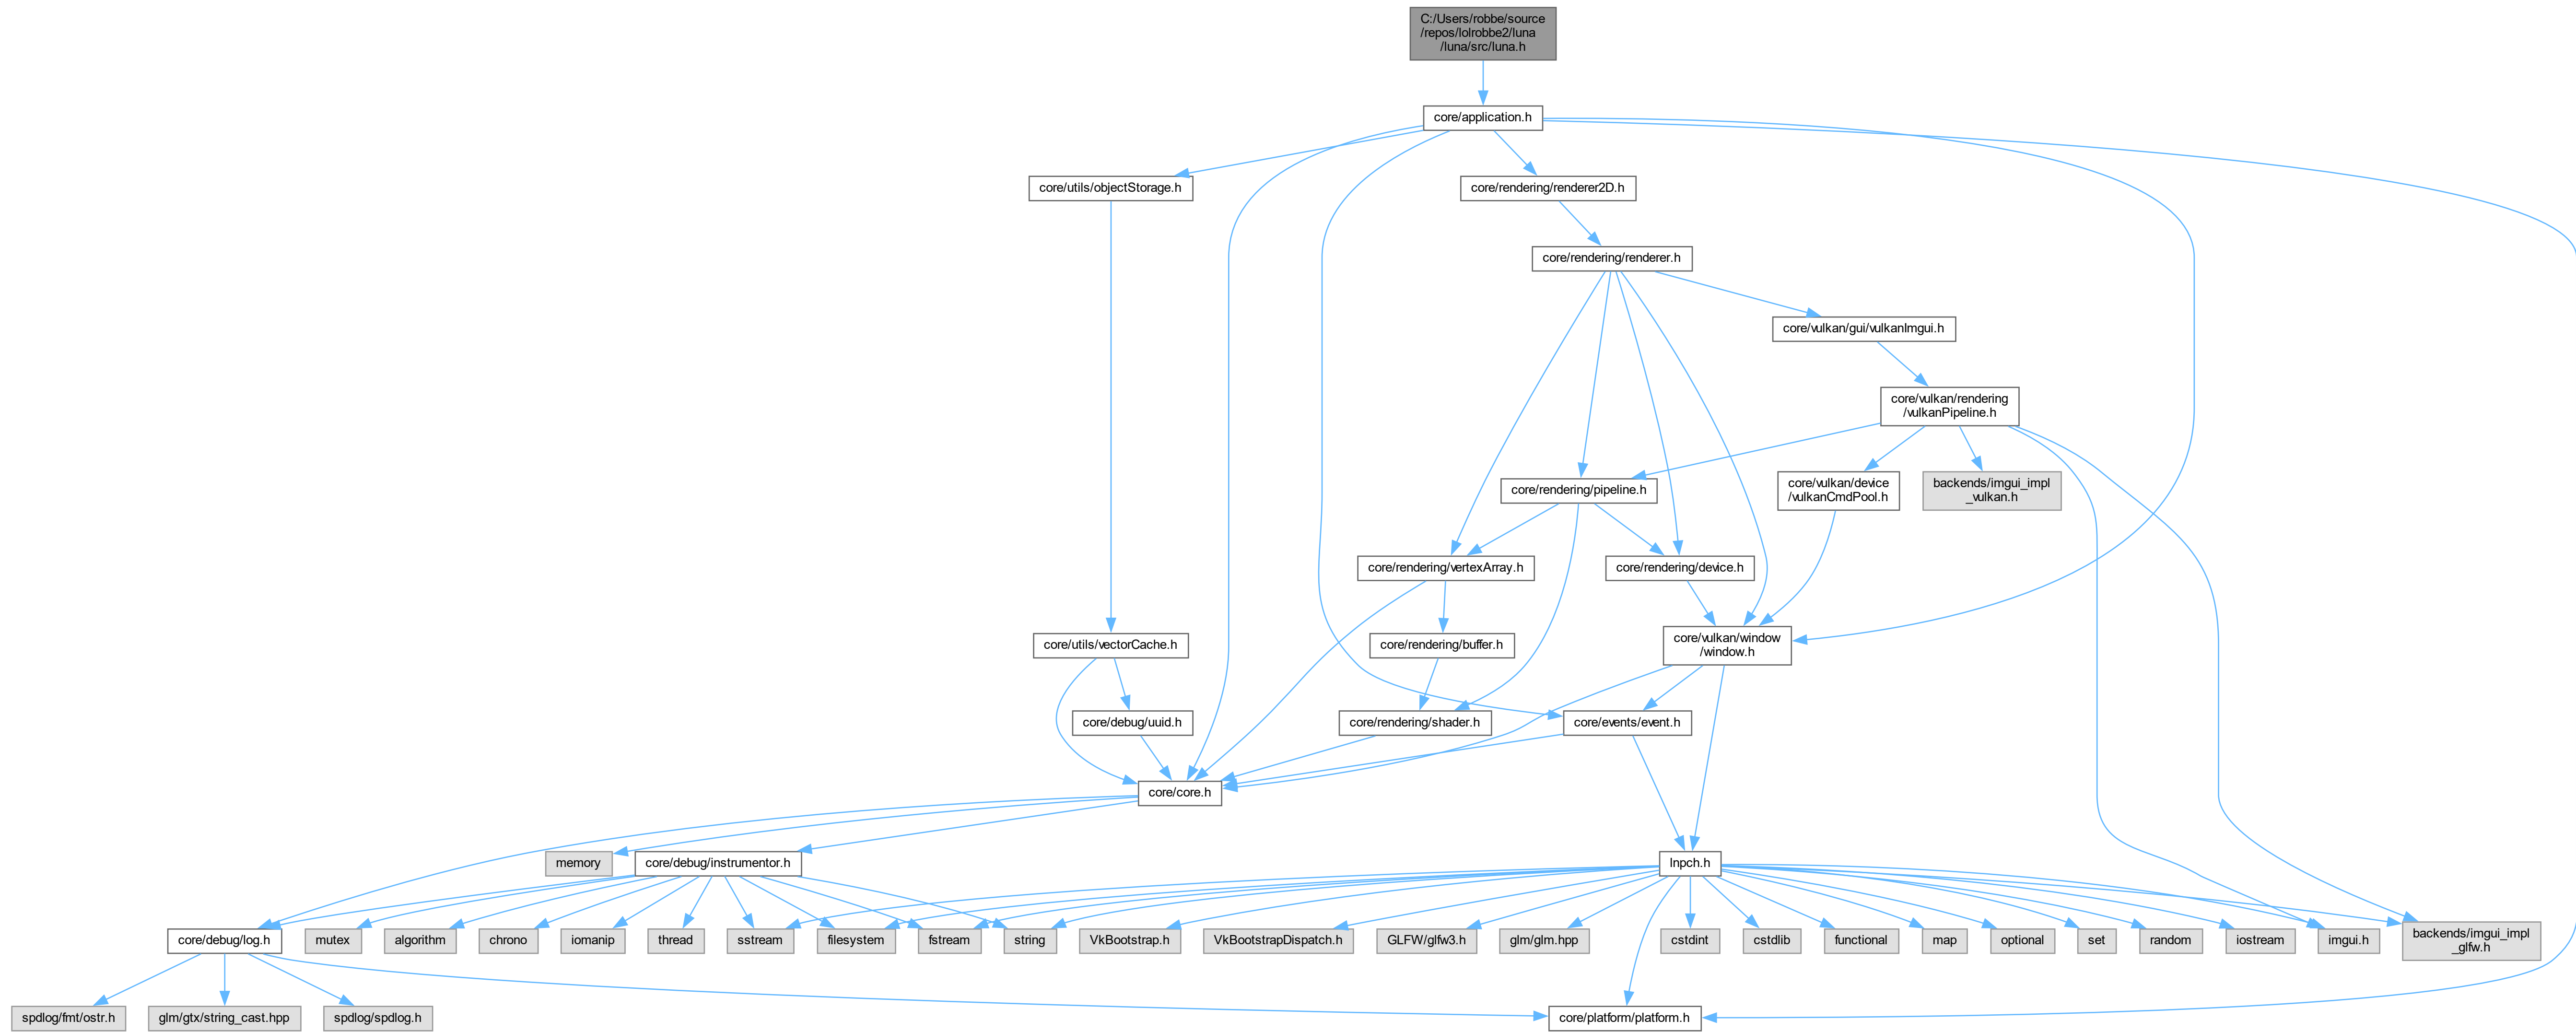 C:/Users/robbe/source
/repos/lolrobbe2/luna
/luna/src/luna.h
core/application.h
core/utils/objectStorage.h
core/rendering/renderer2D.h
core/rendering/renderer.h
core/vulkan/gui/vulkanImgui.h
core/vulkan/rendering
/vulkanPipeline.h
core/rendering/pipeline.h
core/vulkan/device
/vulkanCmdPool.h
backends/imgui_impl
_vulkan.h
core/rendering/vertexArray.h
core/rendering/device.h
core/utils/vectorCache.h
core/rendering/buffer.h
core/vulkan/window
/window.h
core/debug/uuid.h
core/rendering/shader.h
core/events/event.h
core/core.h
memory
core/debug/instrumentor.h
lnpch.h
core/debug/log.h
mutex
algorithm
chrono
iomanip
thread
sstream
filesystem
fstream
string
VkBootstrap.h
VkBootstrapDispatch.h
GLFW/glfw3.h
glm/glm.hpp
cstdint
cstdlib
functional
map
optional
set
random
iostream
imgui.h
backends/imgui_impl
_glfw.h
spdlog/fmt/ostr.h
glm/gtx/string_cast.hpp
spdlog/spdlog.h
core/platform/platform.h